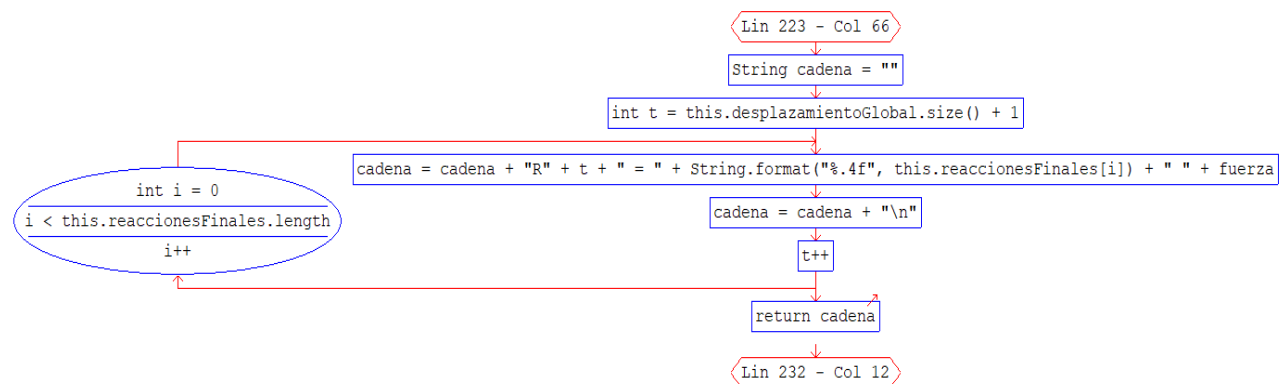 Lin 223 - Col 66
String cadena = ""
int t = this.desplazamientoGlobal.size() + 1
cadena = cadena + "R" + t + " = " + String.format("%.4f", this.reaccionesFinales[i]) + " " + fuerza
int i = 0
i < this.reaccionesFinales.length
i++
cadena = cadena + "\n"
t++
return cadena
Lin 232 - Col 12